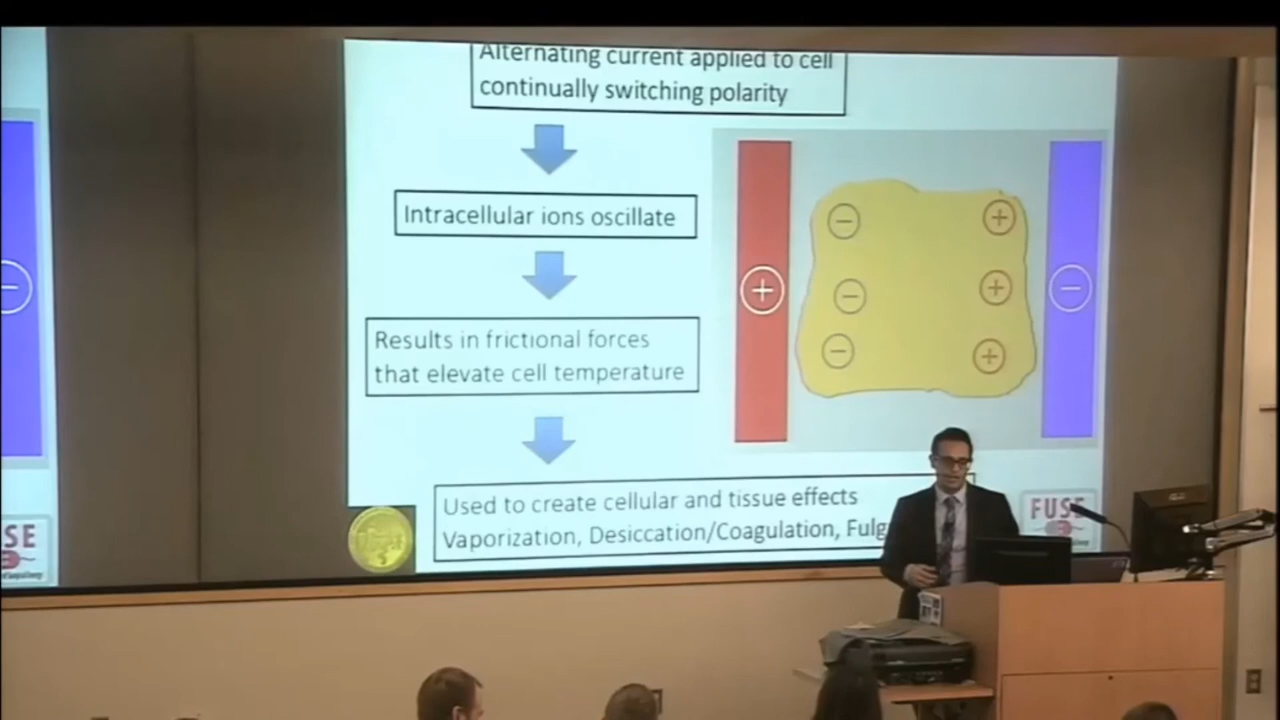 Alternating current applied to cell
continually switching polarity
Intracellular ions oscillate
Results in frictional forces
that elevate cell temperature
Used to create cellular and tissue effects
Vaporization, Desiccation/Coagulation, Fulg
+
−
−
−
−
+
+
+
−
FUSE
SE